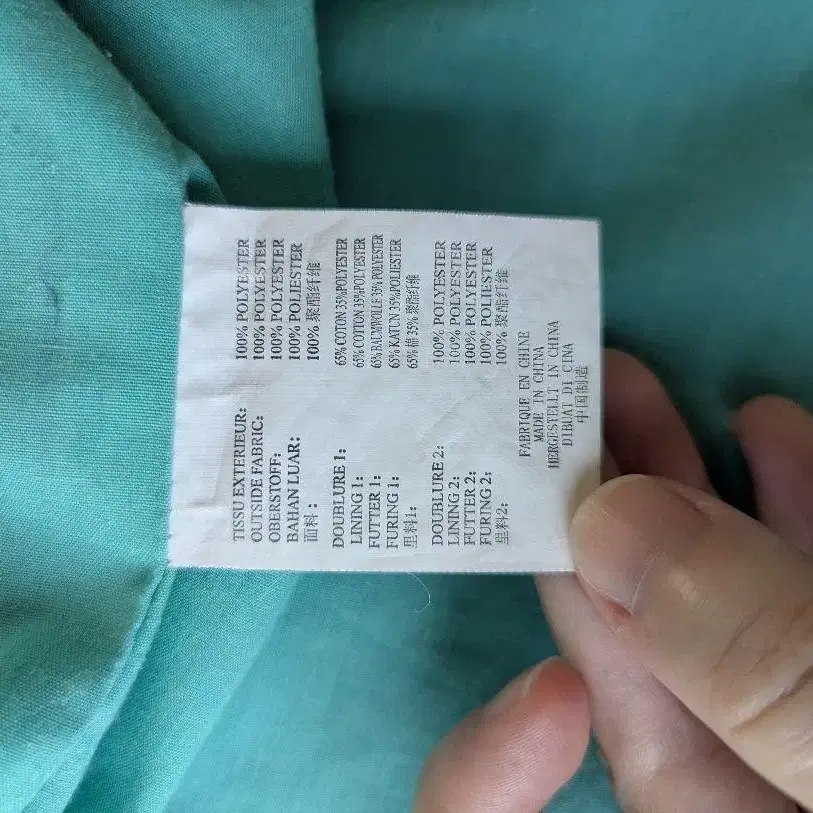 TISSU EXTERIEUR: 100% POLYESTER
OUTSIDE FABRIC: 100% POLYESTER
OBERSTOFF: 100% POLYESTER
BAHAN LUAR: 100% POLIESTER
面料: 100% 聚酯纤维
DOUBLURE 1: 65% COTON 35%POLYESTER
LINING 1: 65% COTTON 35%POLYESTER
FUTTER 1: 65% BAUMWOLLE 35% POLYESTER
FURING 1: 65% KATUN 35%POLIESTER
里料1: 65% 棉 35% 聚酯纤维
DOUBLURE 2: 100% POLYESTER
LINING 2: 100% POLYESTER
FUTTER 2: 100% POLYESTER
FURING 2: 100% POLIESTER
里料2: 100% 聚酯纤维
FABRIQUE EN CHINE
MADE IN CHINA
HERGESTELLT IN CHINA
DIBUAT DI CINA
中国制造